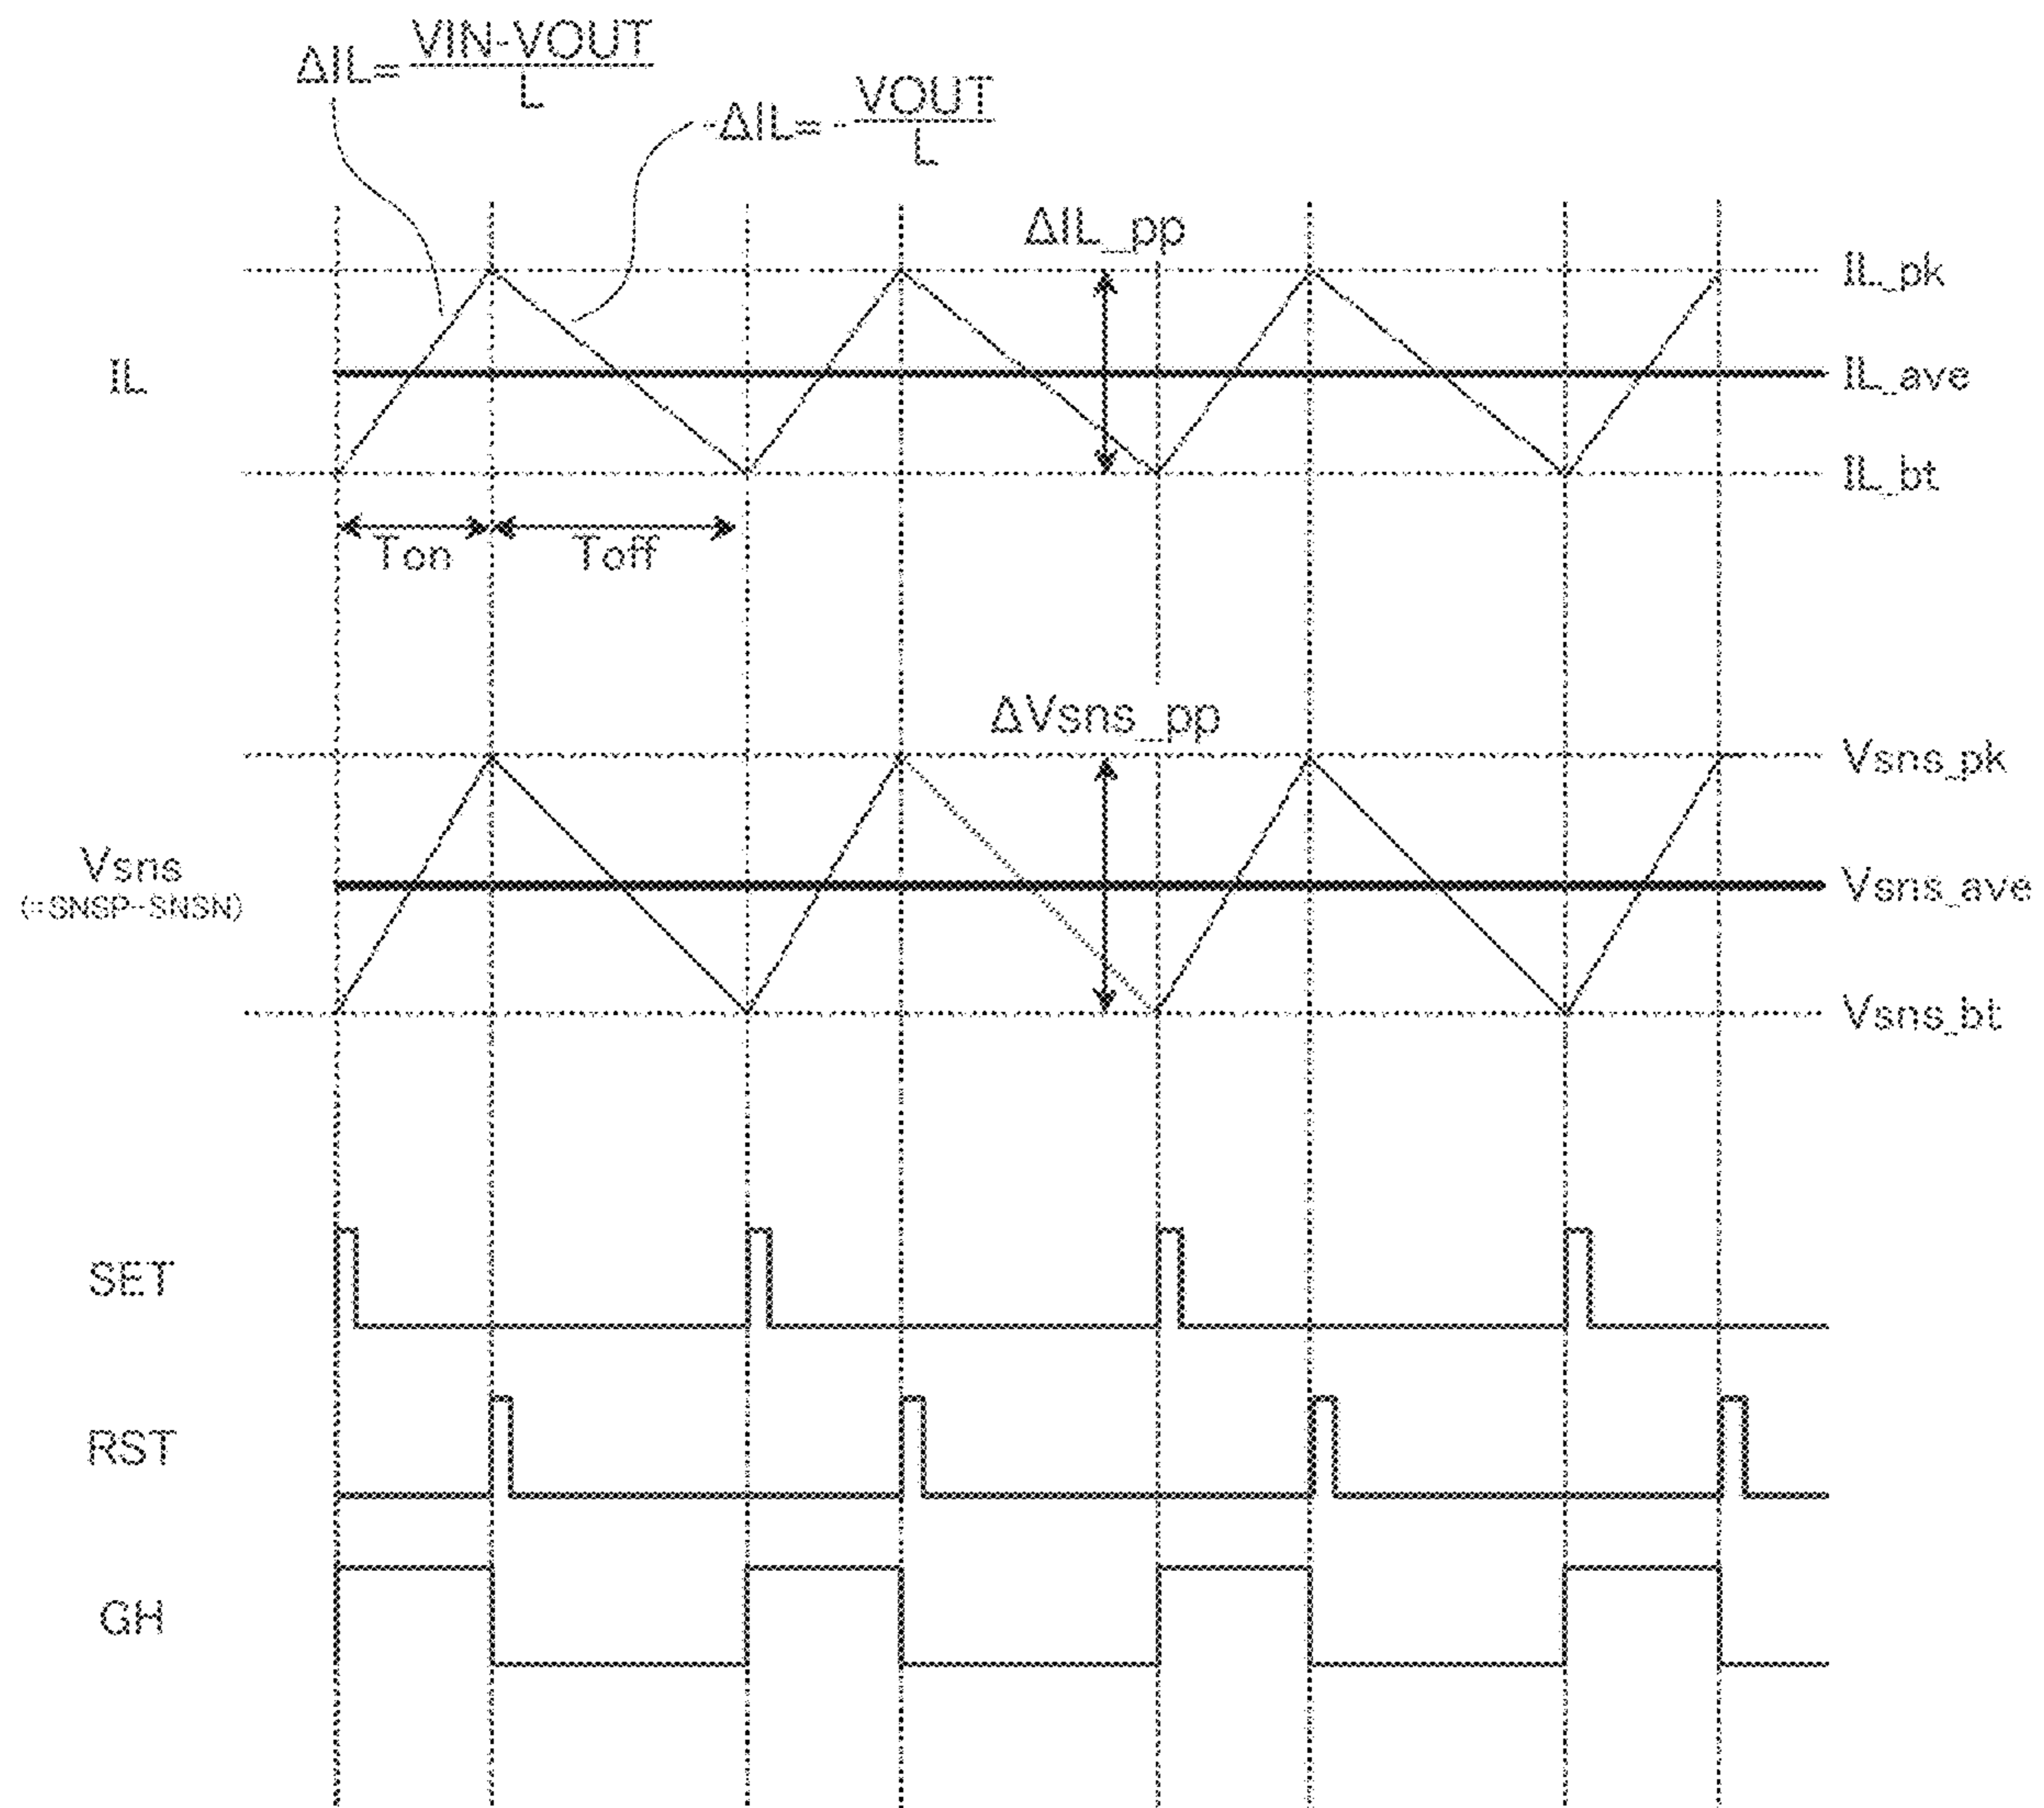 ΔIL=VIN-VOUT
L
-ΔIL= -VOUT
L
ΔIL_pp
IL_pk
IL
IL_ave
IL_bt
Ton
Toff
ΔVsns_pp
Vsns_pk
Vsns
(=SNSP-SNSN)
Vsns_ave
Vsns_bt
SET
RST
GH